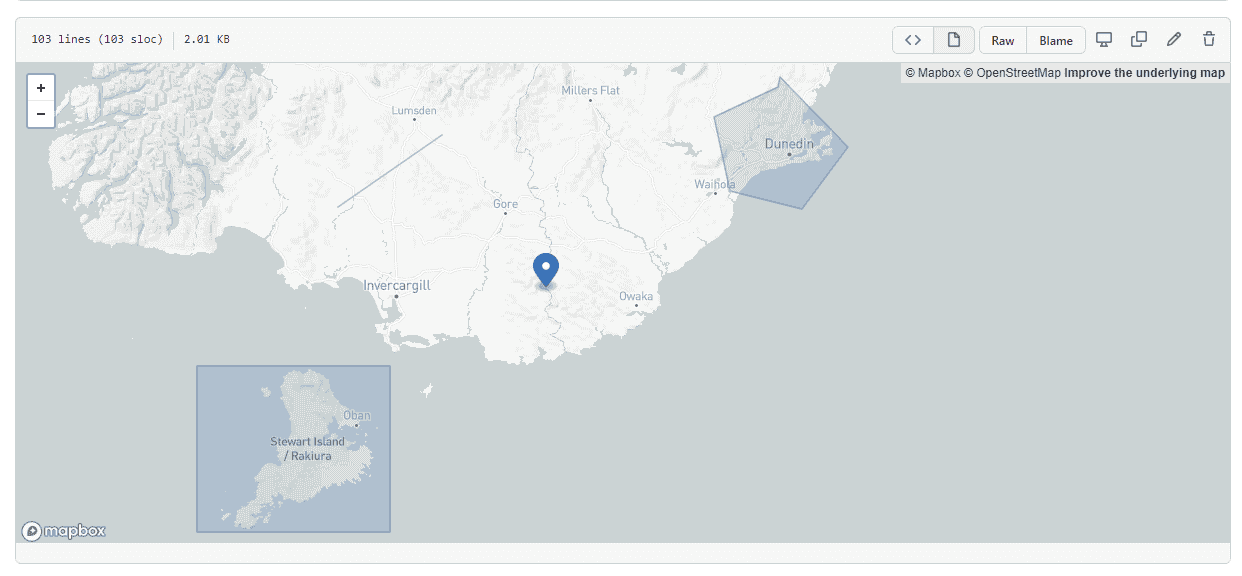 103 lines (103 sloc) 2.01 KB
Raw Blame
+
−
© Mapbox © OpenStreetMap Improve the underlying map
Millers Flat
Lumsden
Dunedin
Waihola
Gore
Invercargill
Owaka
Oban
Stewart Island
/ Rakiura
mapbox